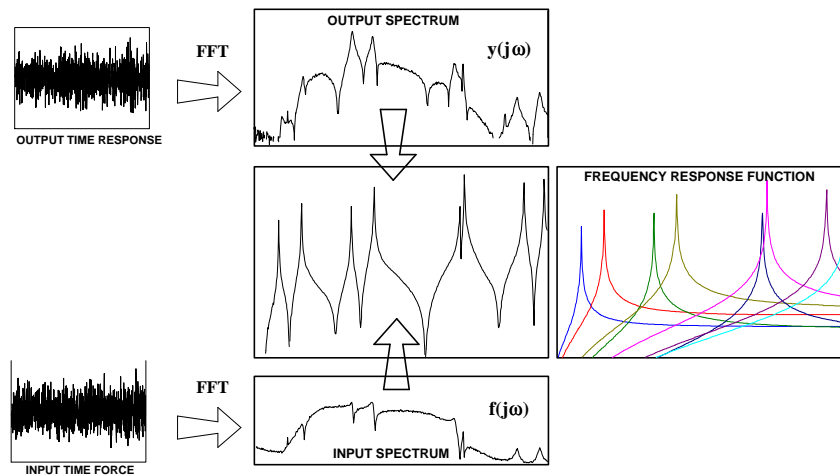 OUTPUT SPECTRUM
FFT
y(jω)
OUTPUT TIME RESPONSE
FREQUENCY RESPONSE FUNCTION
FFT
f(jω)
INPUT SPECTRUM
INPUT TIME FORCE